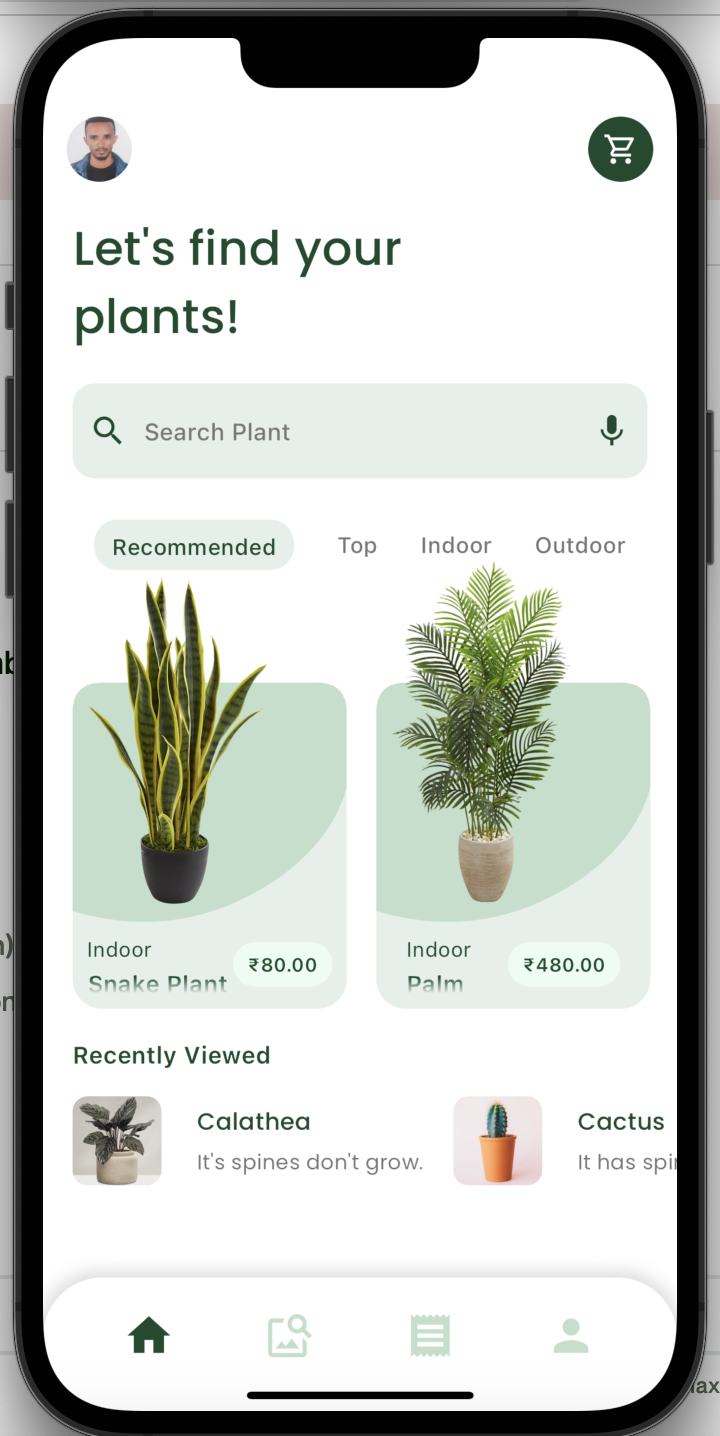 Let's find your
plants!
Search Plant
Recommended Top Indoor Outdoor
Indoor
₹80.00
Snake Plant
Indoor
₹480.00
Palm
Recently Viewed
Calathea
It's spines don't grow.
Cactus
It has spi